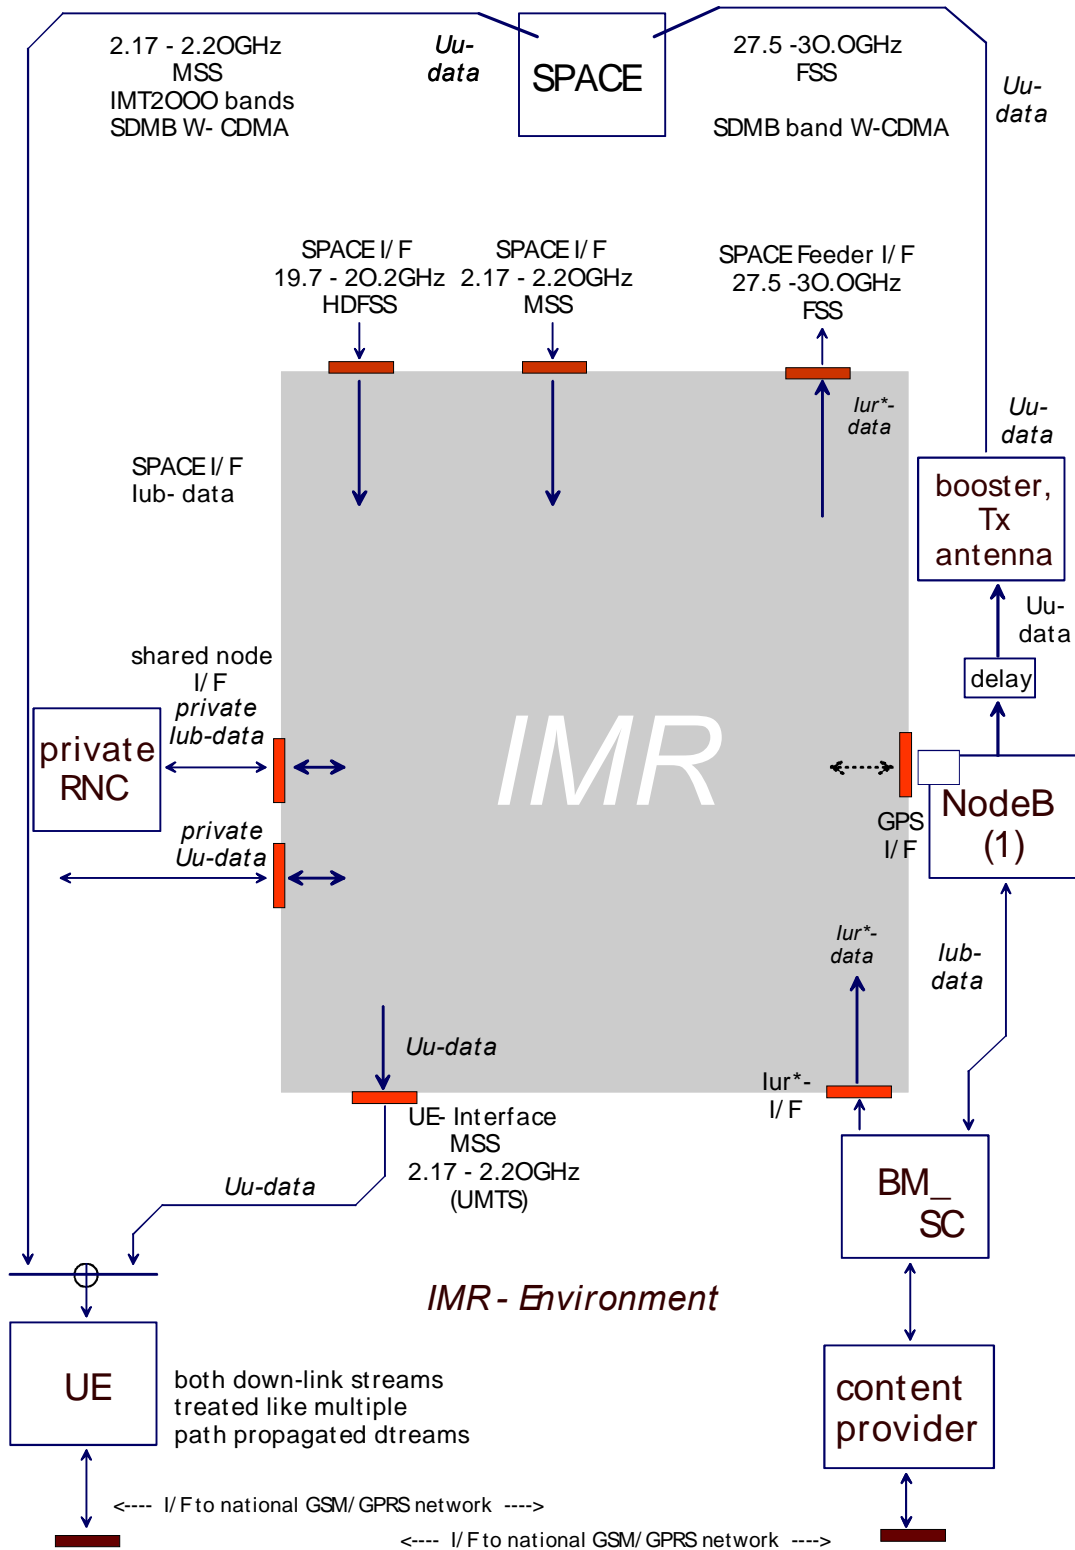 2.17 - 2.2OGHz
MSS
IMT2OOO bands
SDMB W- CDMA
Uu-
data
SPACE
27.5 -3O.OGHz
FSS
SDMB band W-CDMA
Uu-
data
SPACE I/ F
19.7 - 2O.2GHz
HDFSS
SPACE I/ F
2.17 - 2.2OGHz
MSS
SPACE Feeder I/ F
27.5 -3O.OGHz
FSS
Iur*-
data
Uu-
data
SPACE I/ F
Iub- data
booster,
Tx
antenna
Uu-
data
delay
shared node
I/ F
private
Iub-data
private
RNC
IMR
NodeB
(1)
GPS
I/ F
private
Uu-data
Iur*-
data
Iub-
data
Uu-data
Iur*-
I/ F
UE- Interface
MSS
2.17 - 2.2OGHz
(UMTS)
Uu-data
BM_
SC
IMR - Environment
UE
both down-link streams
treated like multiple
path propagated dtreams
content
provider
<---- I/ F to national GSM/ GPRS network ---->
<---- I/ F to national GSM/ GPRS network ---->